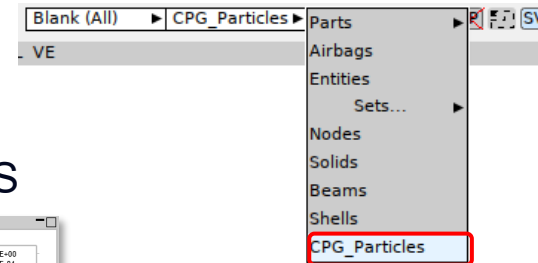 Blank (All) ▶ CPG_Particles ▶
Parts ▶
VE
Airbags
Entities
Sets... ▶
Nodes
Solids
S
Beams
Shells
CPG_Particles